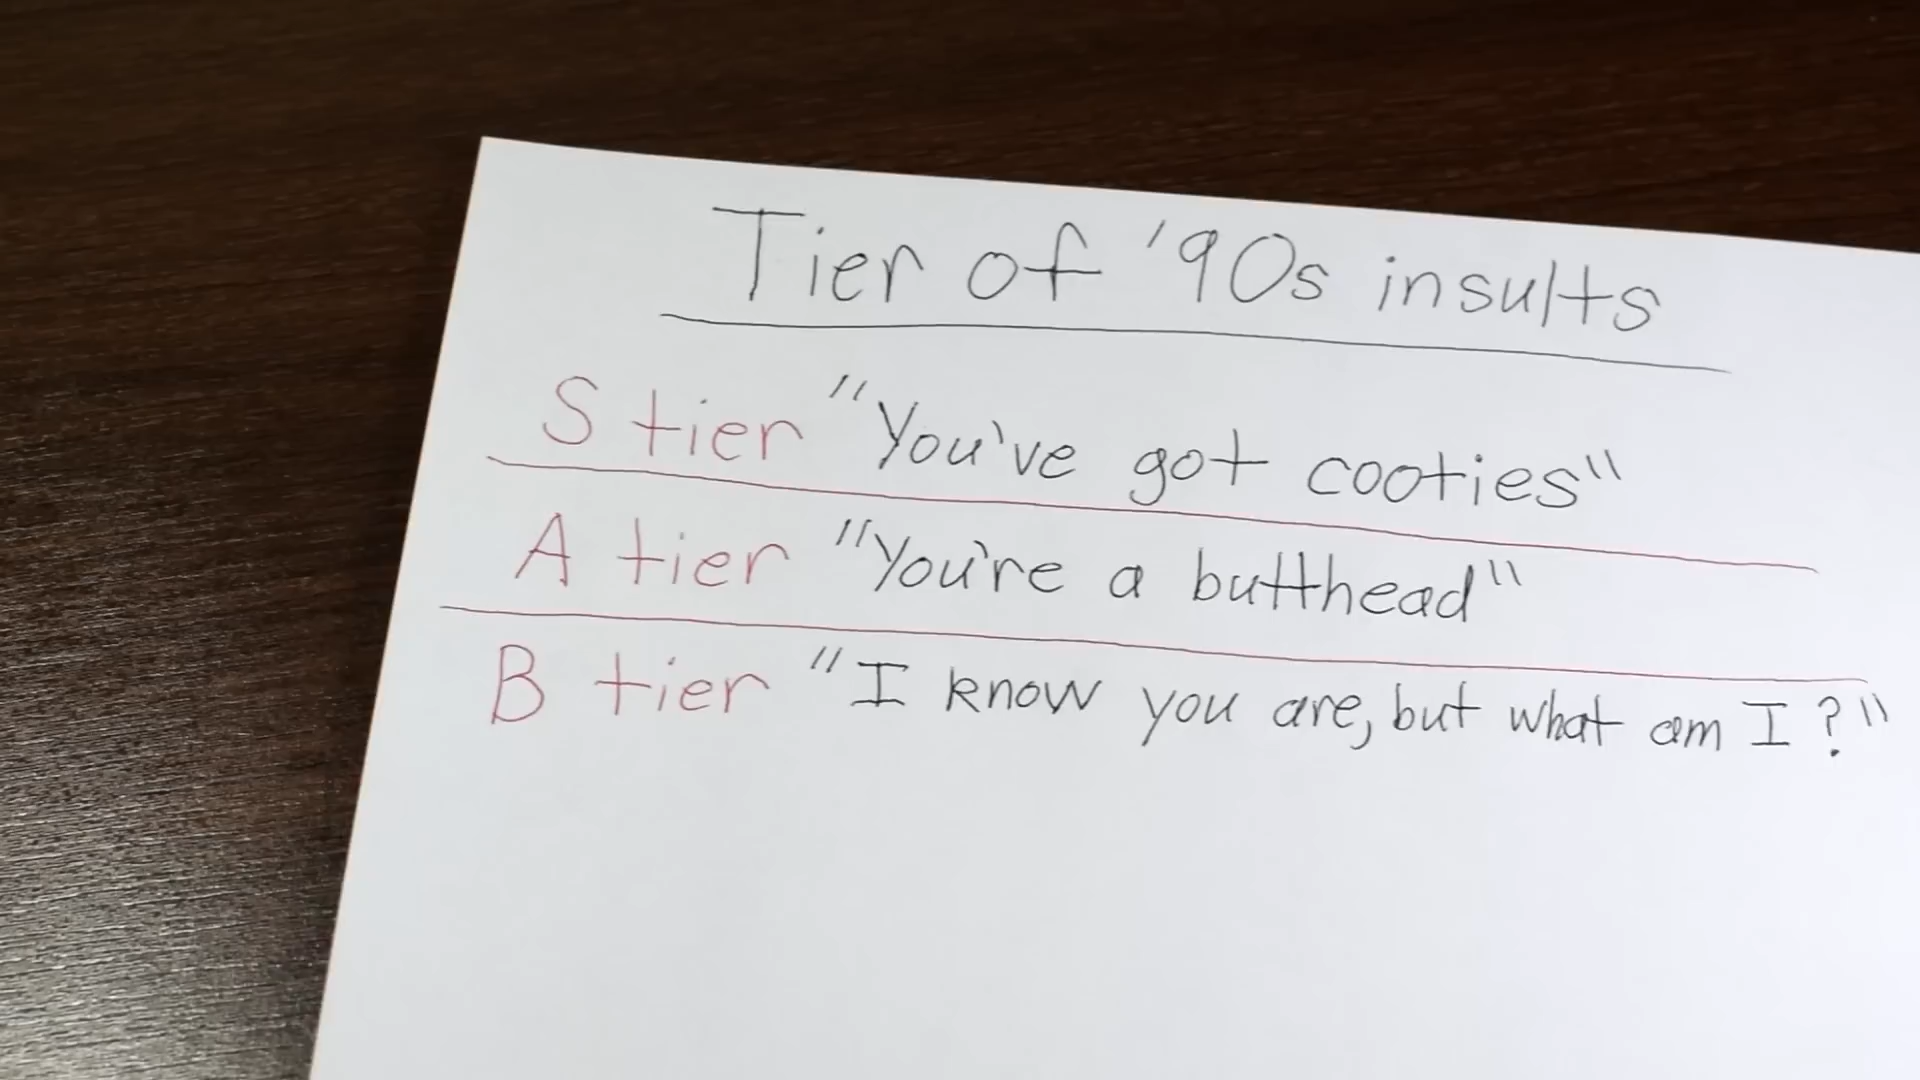 Tier of '90s insults
S tier "You've got cooties"
A tier "You're a butthead"
B tier "I know you are, but what am I?"